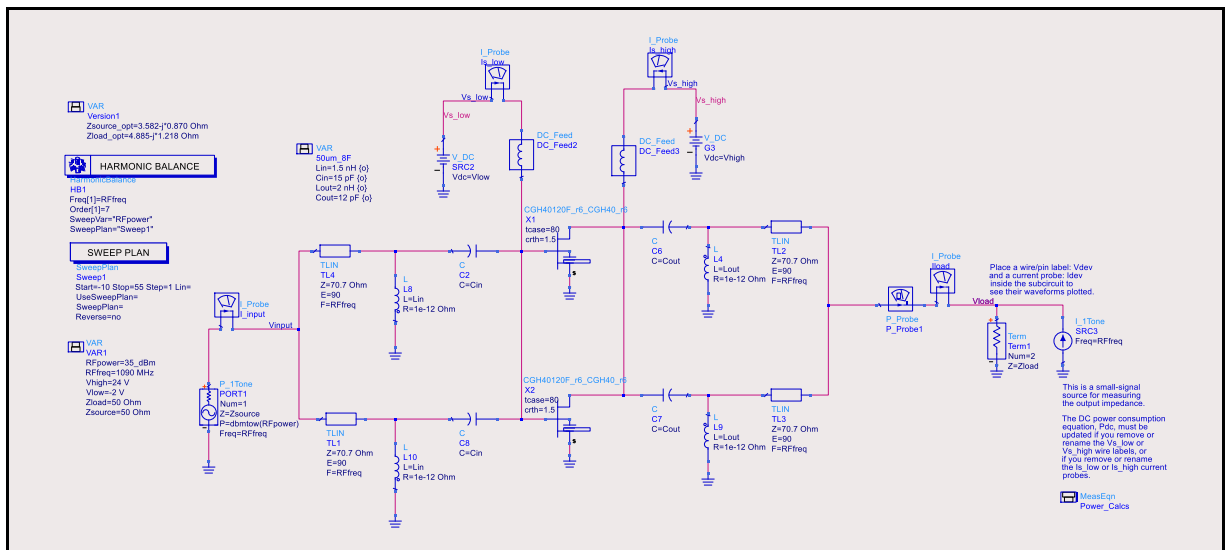 VAR
Version1
Zsource_opt=3.582-j*0.870 Ohm
Zload_opt=4.885-j*1.218 Ohm
HARMONIC BALANCE
HarmonicBalance
HB1
Freq[1]=RFfreq
Order[1]=7
SweepVar="RFpower"
SweepPlan="Sweep1"
SWEEP PLAN
SweepPlan
Sweep1
Start=-10 Stop=55 Step=1 Lin=
UseSweepPlan=
SweepPlan=
Reverse=no
VAR
VAR1
RFpower=35_dBm
RFfreq=1090 MHz
Vhigh=24 V
Vlow=-2 V
Zload=50 Ohm
Zsource=50 Ohm
I_Probe
I_input
Vinput
P_1Tone
PORT1
Num=1
Z=Zsource
P=dbmtow(RFpower)
Freq=RFfreq
VAR
50um_8F
Lin=1.5 nH {o}
Cin=15 pF {o}
Lout=2 nH {o}
Cout=12 pF {o}
I_Probe
Is_low
Vs_low
Vs_low
V_DC
SRC2
Vdc=Vlow
DC_Feed
DC_Feed2
I_Probe
Is_high
Vs_high
Vs_high
V_DC
G3
Vdc=Vhigh
DC_Feed
DC_Feed3
CGH40120F_r6_CGH40_r6
X1
tcase=80
crth=1.5
s
TLIN
TL4
Z=70.7 Ohm
E=90
F=RFfreq
L
L8
L=Lin
R=1e-12 Ohm
C
C2
C=Cin
C
C6
C=Cout
L
L4
L=Lout
R=1e-12 Ohm
TLIN
TL2
Z=70.7 Ohm
E=90
F=RFfreq
CGH40120F_r6_CGH40_r6
X2
tcase=80
crth=1.5
s
TLIN
TL1
Z=70.7 Ohm
E=90
F=RFfreq
L
L10
L=Lin
R=1e-12 Ohm
C
C8
C=Cin
C
C7
C=Cout
L
L9
L=Lout
R=1e-12 Ohm
TLIN
TL3
Z=70.7 Ohm
E=90
F=RFfreq
P_Probe
P_Probe1
I_Probe
Iload
Vload
Place a wire/pin label: Vdev
and a current probe: Idev
inside the subcircuit to
see their waveforms plotted.
Term
Term1
Num=2
Z=Zload
I_1Tone
SRC3
Freq=RFfreq
This is a small-signal
source for measuring
the output impedance.
The DC power consumption
equation, Pdc, must be
updated if you remove or
rename the Vs_low or
Vs_high wire labels, or
if you remove or rename
the Is_low or Is_high current
probes.
MeasEqn
Power_Calcs